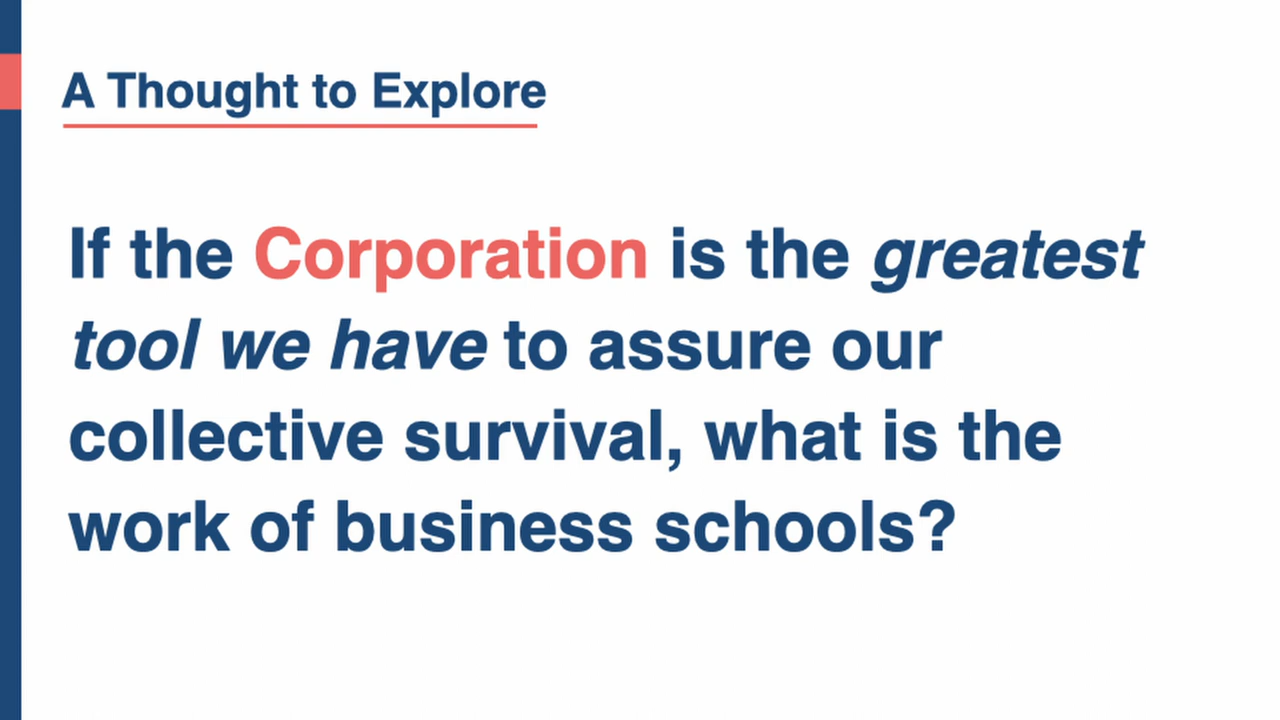 A Thought to Explore
If the Corporation is the greatest
tool we have to assure our
collective survival, what is the
work of business schools?